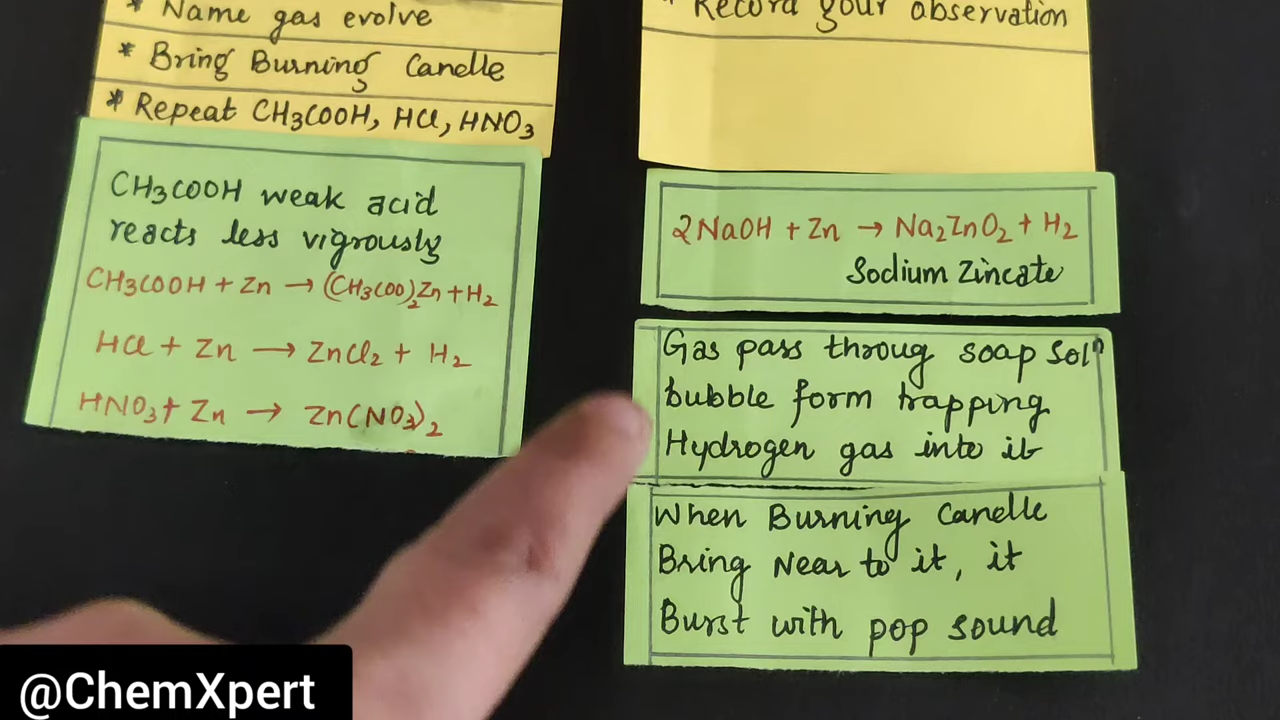 * Name gas evolve
* Bring Burning Canelle
* Repeat CH3COOH, HCl, HNO3
CH3COOH weak acid
reacts less vigrously
CH3COOH + Zn → (CH3COO)2Zn + H2
HCl + Zn → ZnCl2 + H2
HNO3 + Zn → Zn(NO3)2
* Record your observation
2NaOH + Zn → Na2ZnO2 + H2
Sodium Zincate
Gas pass throug soap Solⁿ
bubble form trapping
Hydrogen gas into it
When Burning Canelle
Bring Near to it, it
Burst with pop sound
@ChemXpert